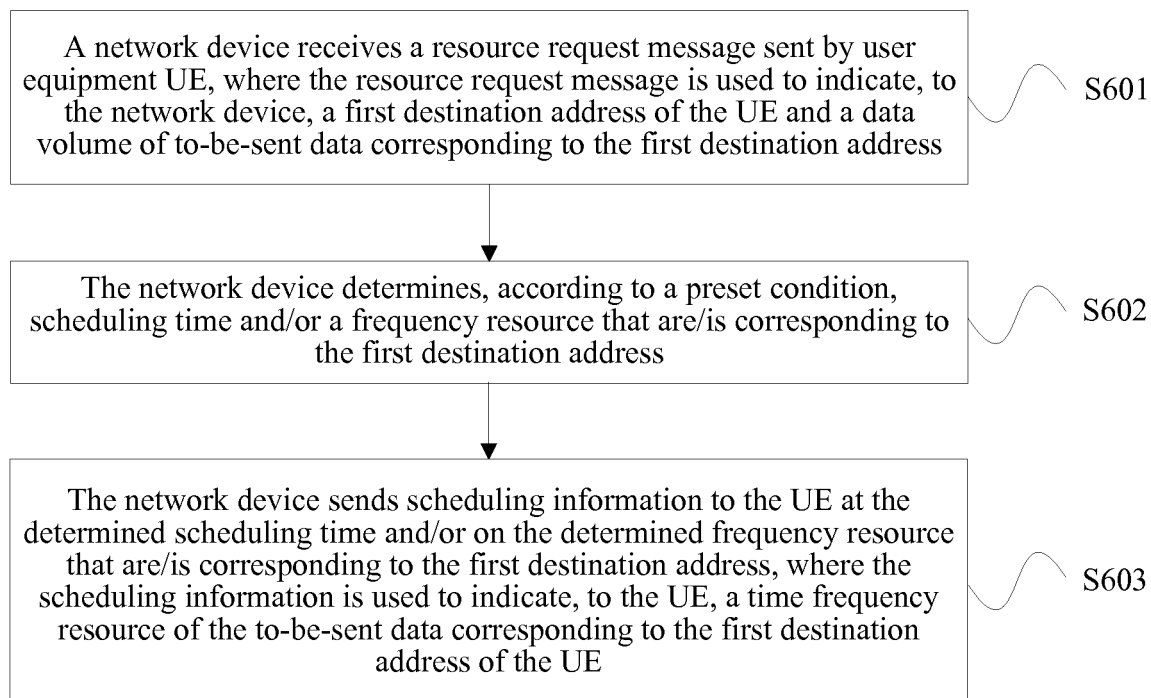 A network device receives a resource request message sent by user
equipment UE, where the resource request message is used to indicate, to
the network device, a first destination address of the UE and a data
volume of to-be-sent data corresponding to the first destination address
S601
The network device determines, according to a preset condition,
scheduling time and/or a frequency resource that are/is corresponding to
the first destination address
S602
The network device sends scheduling information to the UE at the
determined scheduling time and/or on the determined frequency resource
that are/is corresponding to the first destination address, where the
scheduling information is used to indicate, to the UE, a time frequency
resource of the to-be-sent data corresponding to the first destination
address of the UE
S603